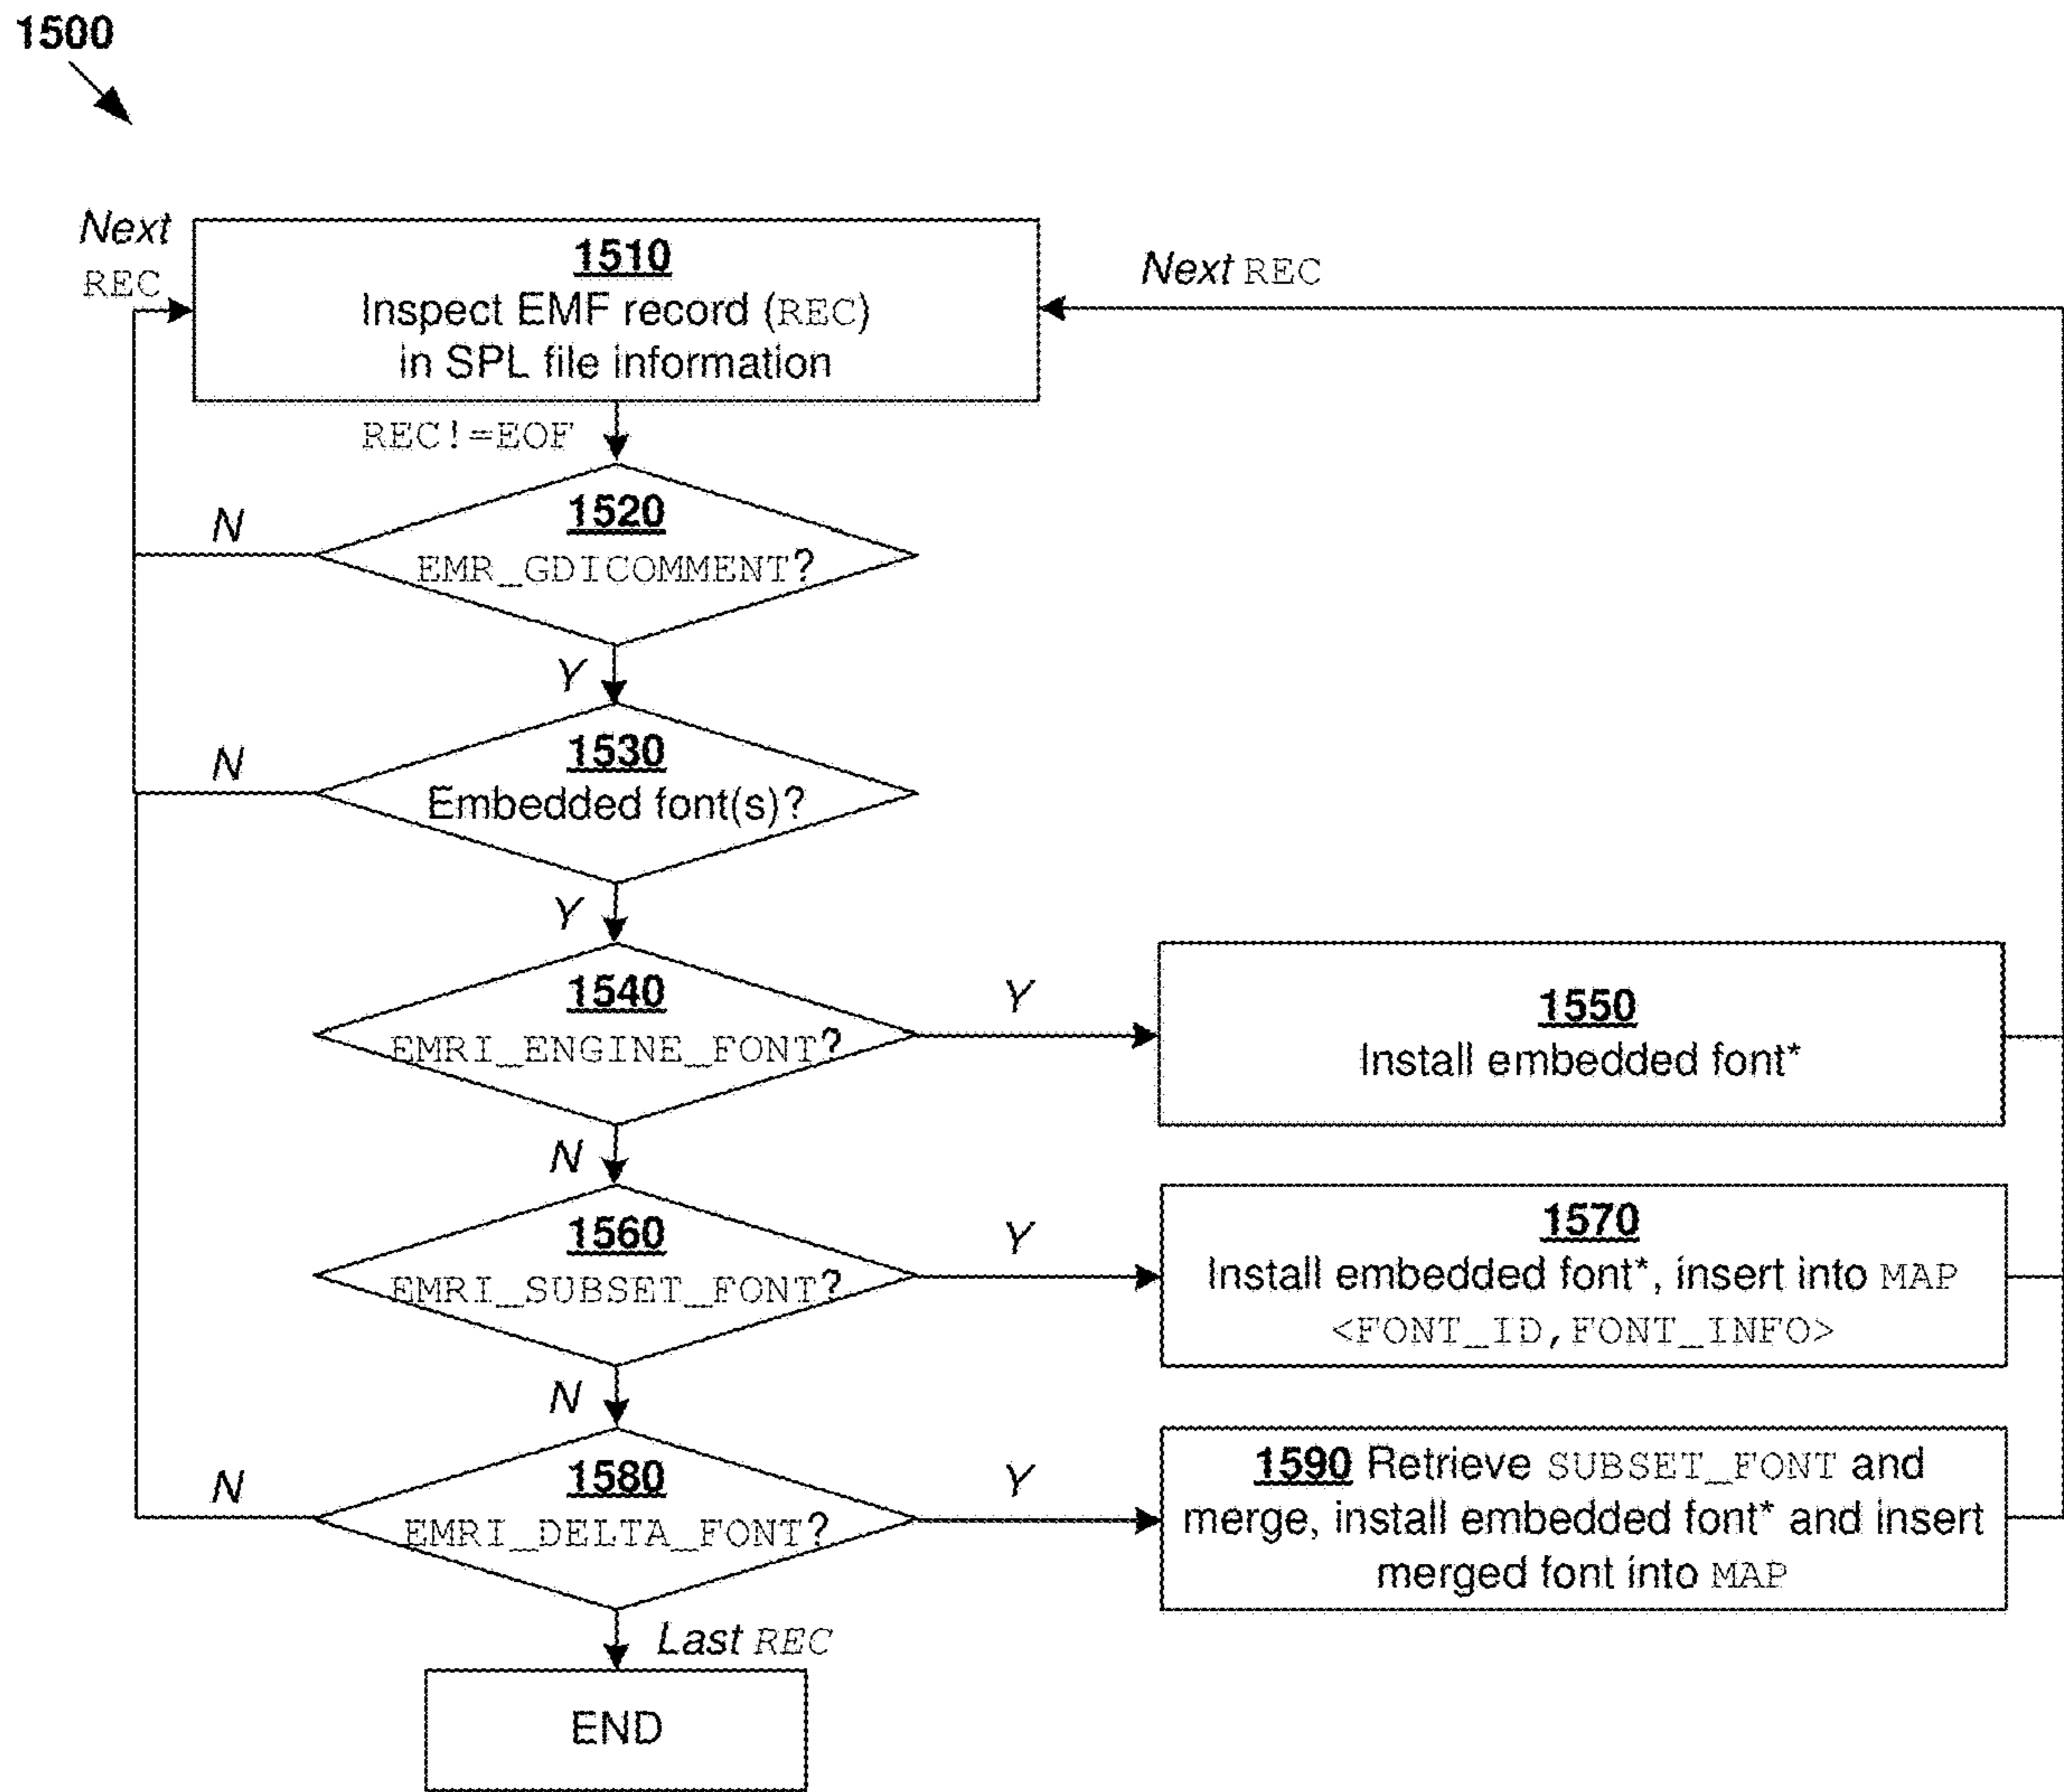 1500
Next
REC
1510
Inspect EMF record (REC)
in SPL file information
Next REC
REC!=EOF
1520
EMR_GDICOMMENT?
N
Y
1530
Embedded font(s)?
N
Y
1540
EMRI_ENGINE_FONT?
Y
1550
Install embedded font*
N
1560
EMRI_SUBSET_FONT?
Y
1570
Install embedded font*, insert into MAP
<FONT_ID,FONT_INFO>
N
1580
EMRI_DELTA_FONT?
N
Y
1590 Retrieve SUBSET_FONT and
merge, install embedded font* and insert
merged font into MAP
Last REC
END